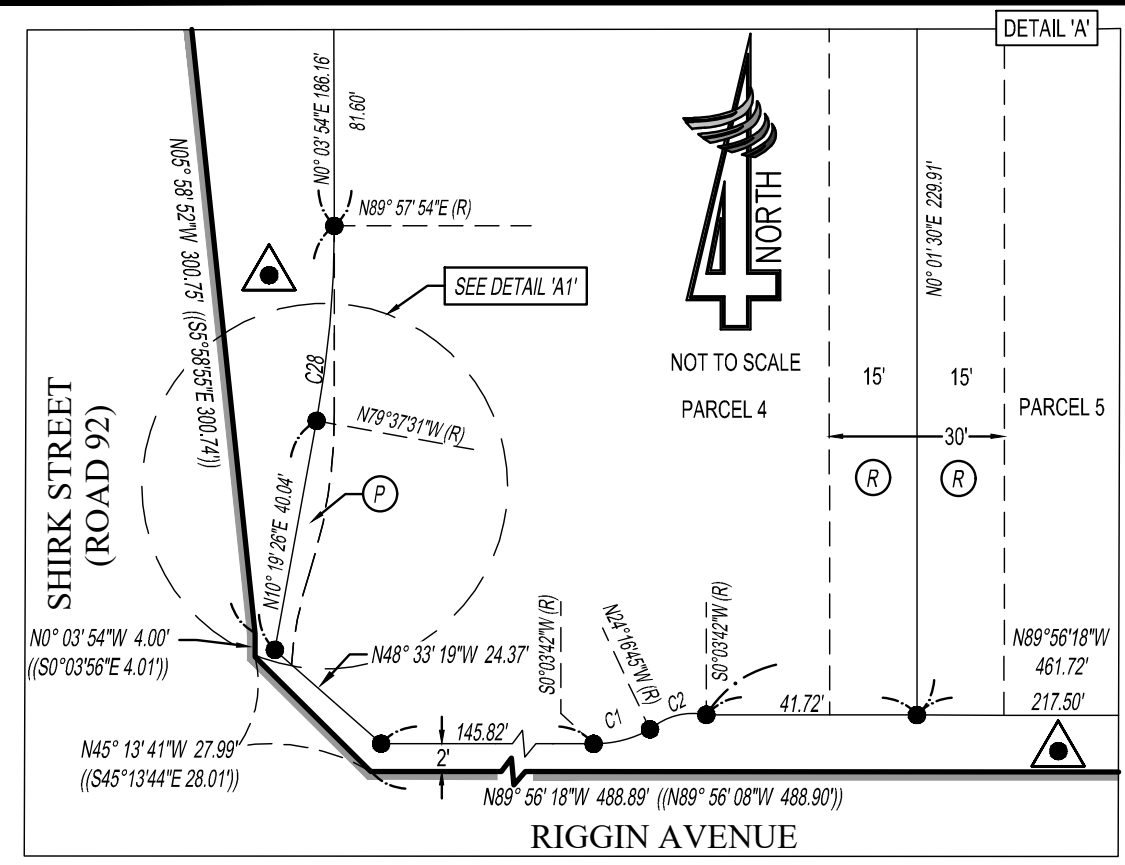 DETAIL 'A'
N0° 03' 54"E 186.16'
81.60'
N05° 58' 52"W 300.75' ((S5°58'55"E 300.74'))
N89° 57' 54"E (R)
SEE DETAIL 'A1'
4
NORTH
NOT TO SCALE
N0° 01' 30"E 229.91'
15'
15'
PARCEL 4
PARCEL 5
30'
R
R
C28
N79°37'31"W (R)
P
N10° 19' 26"E 40.04'
SHIRK STREET
(ROAD 92)
N0° 03' 54"W 4.00'
((S0°03'56"E 4.01'))
N48° 33' 19"W 24.37'
S0°03'42"W (R)
N24°16'45"W (R)
S0°03'42"W (R)
C1
C2
N89°56'18"W
461.72'
217.50'
41.72'
145.82'
2'
N45° 13' 41"W 27.99'
((S45°13'44"E 28.01'))
N89° 56' 18"W 488.89' ((N89° 56' 08"W 488.90'))
RIGGIN AVENUE